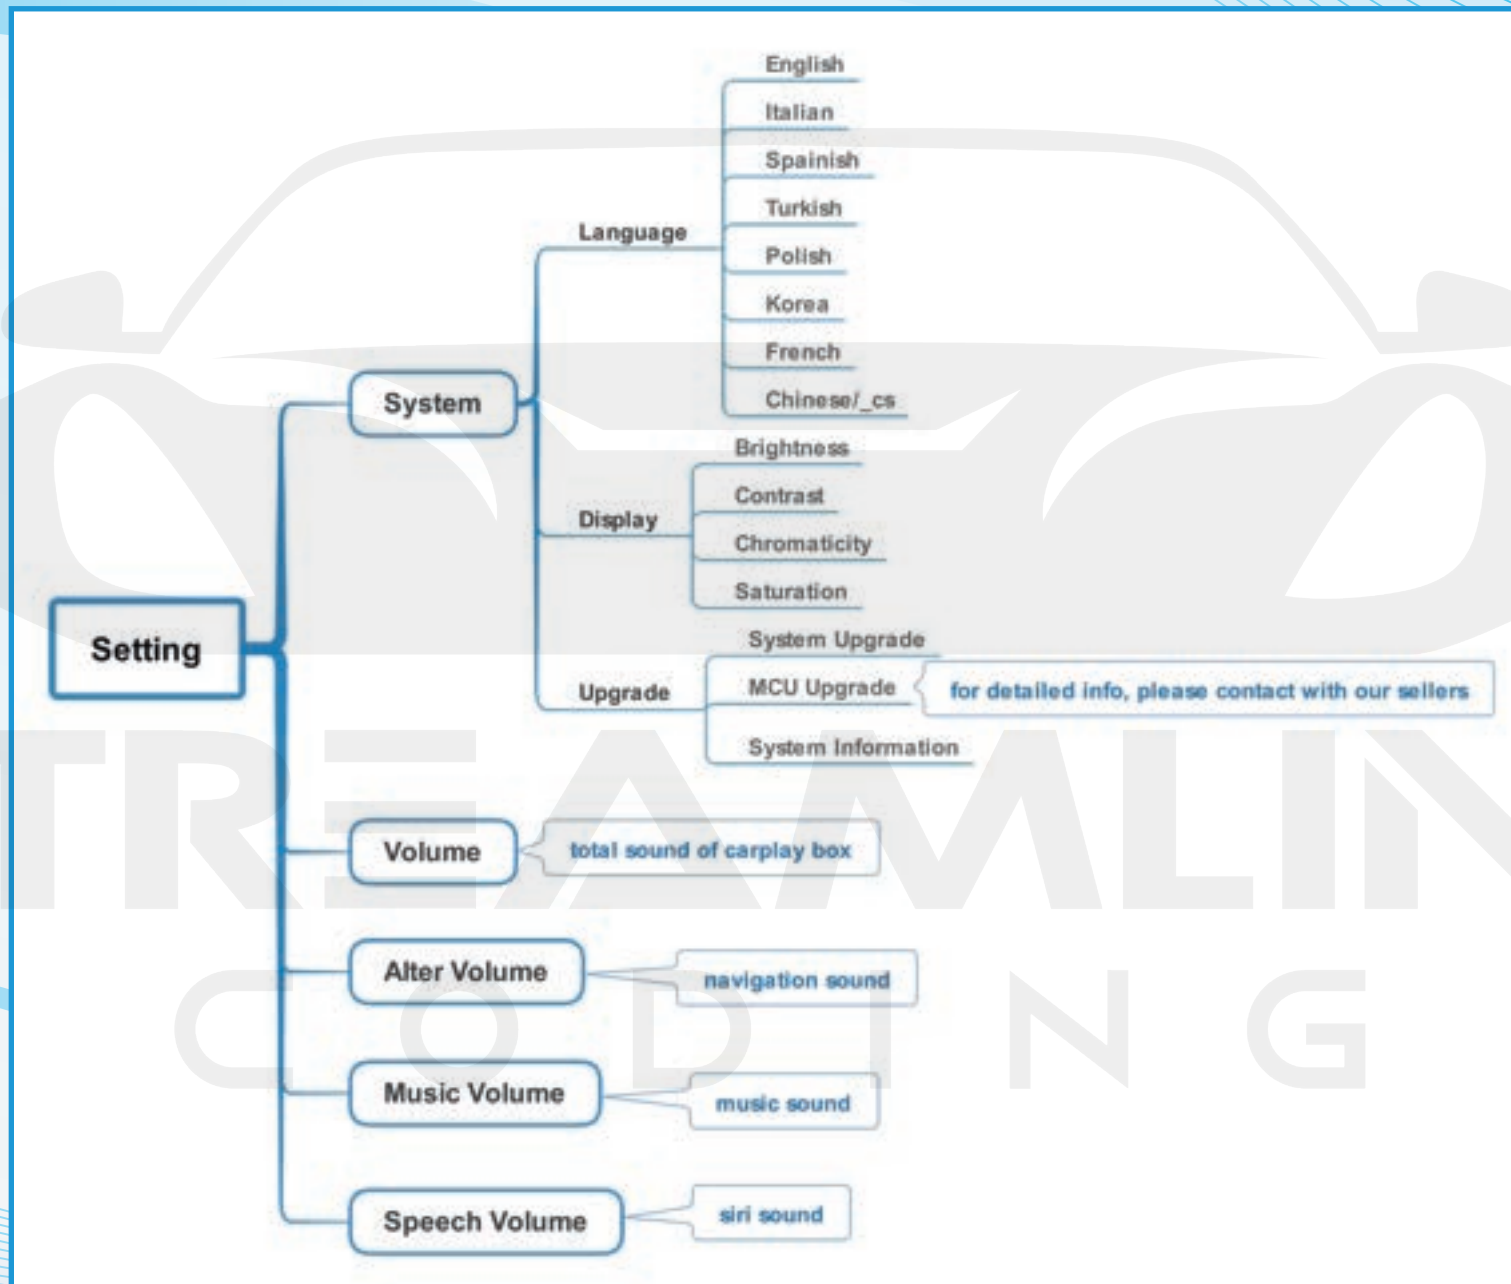 English
Italian
Spainish
Turkish
Language
Polish
Korea
French
Chinese/_cs
System
Brightness
Contrast
Display
Chromaticity
Saturation
Setting
System Upgrade
Upgrade
MCU Upgrade
for detailed info, please contact with our sellers
System Information
Volume
total sound of carplay box
Alter Volume
navigation sound
Music Volume
music sound
Speech Volume
siri sound
TREAMLIN
CODING